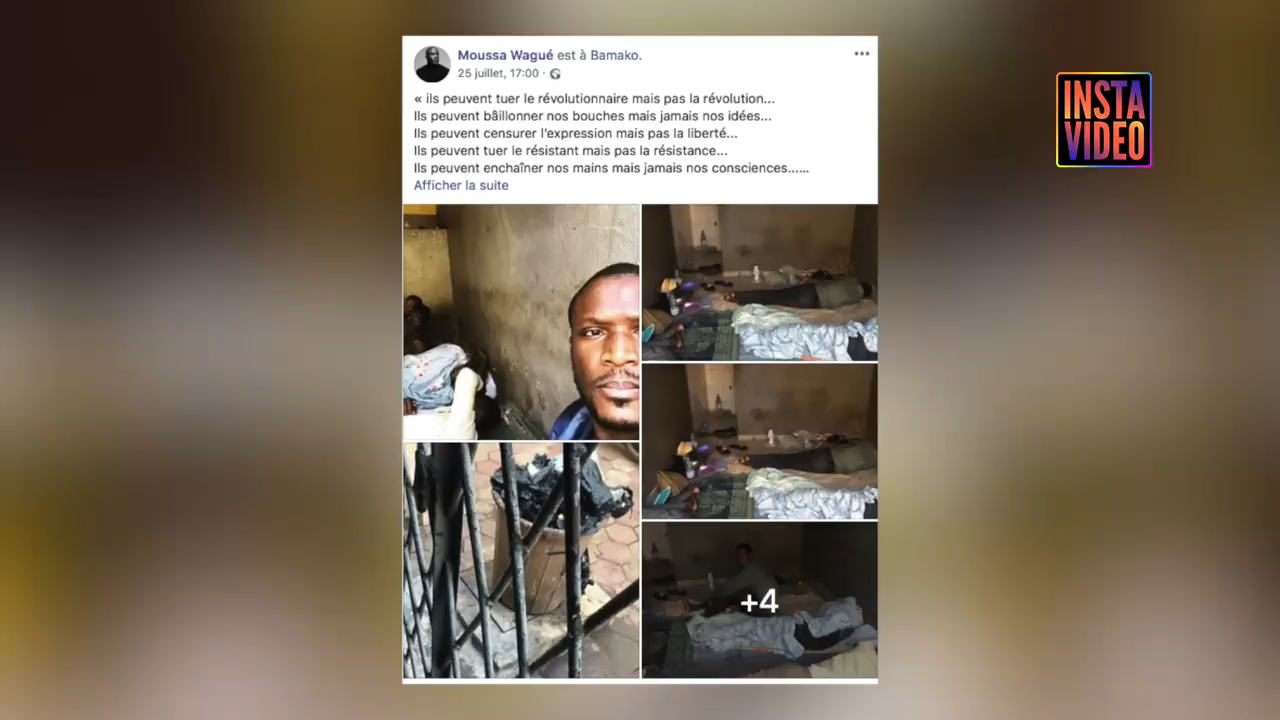 Moussa Wagué est à Bamako.
25 juillet, 17:00 ·
« ils peuvent tuer le révolutionnaire mais pas la révolution...
Ils peuvent bâillonner nos bouches mais jamais nos idées...
Ils peuvent censurer l'expression mais pas la liberté...
Ils peuvent tuer le résistant mais pas la résistance...
Ils peuvent enchaîner nos mains mais jamais nos consciences......
Afficher la suite
+4
INSTA
VIDEO